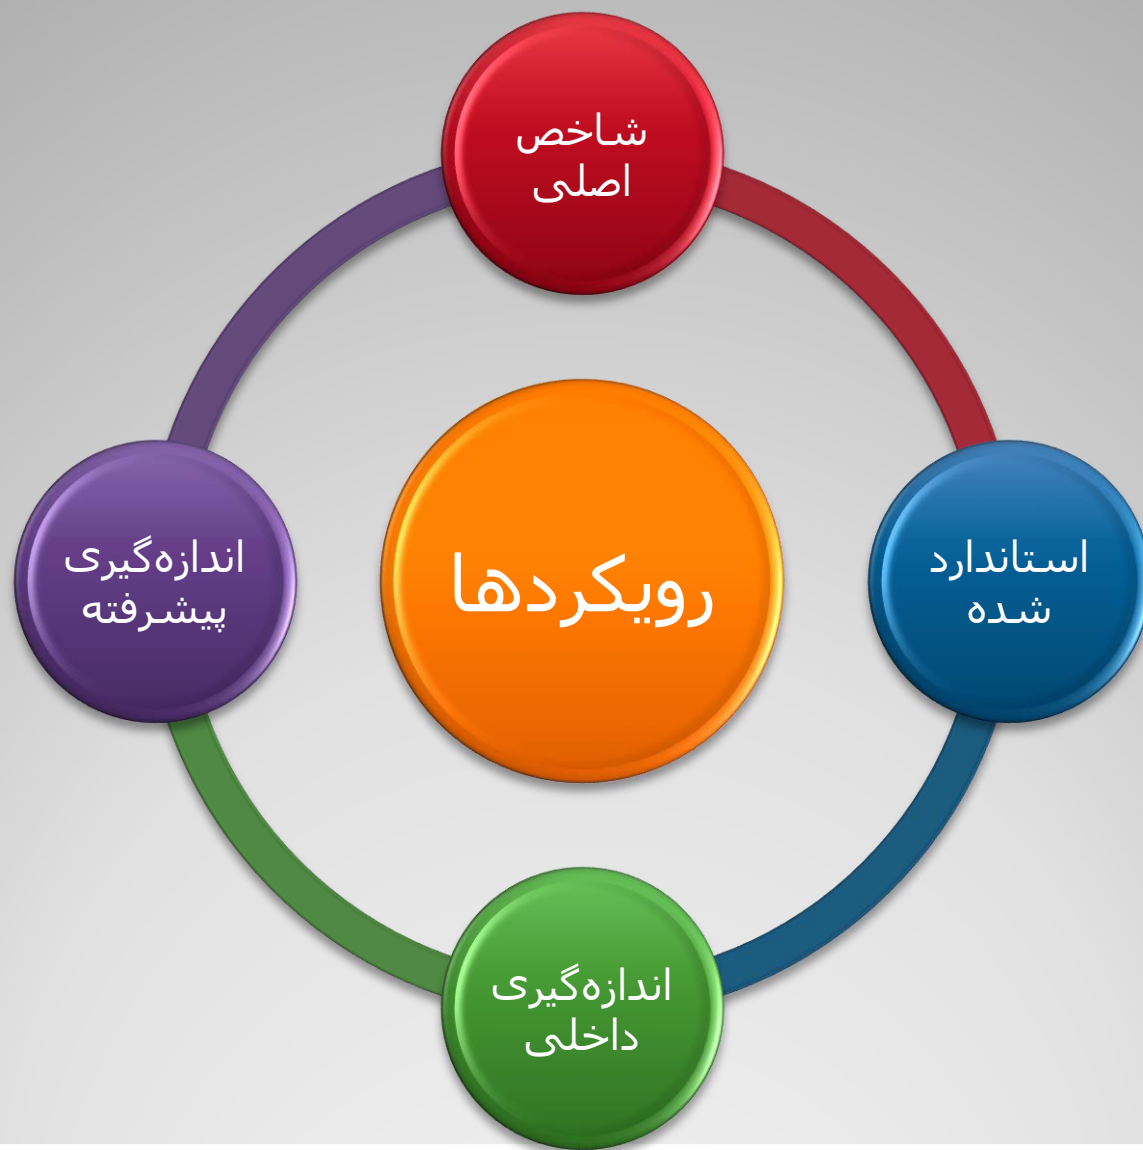 شاخص
اصلی
استاندارد
شده
رویکردها
اندازه‌گیری
پیشرفته
اندازه‌گیری
داخلی